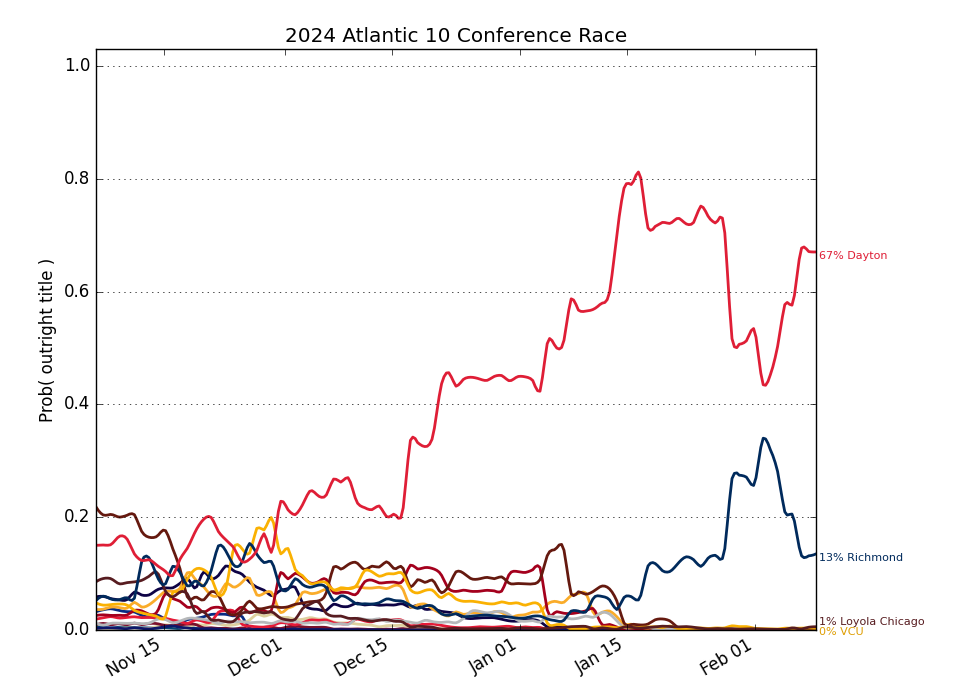 2024 Atlantic 10 Conference Race
Prob( outright title )
1.0
0.8
0.6
0.4
0.2
0.0
67% Dayton
13% Richmond
1% Loyola Chicago
0% VCU
Nov 15
Dec 01
Dec 15
Jan 01
Jan 15
Feb 01